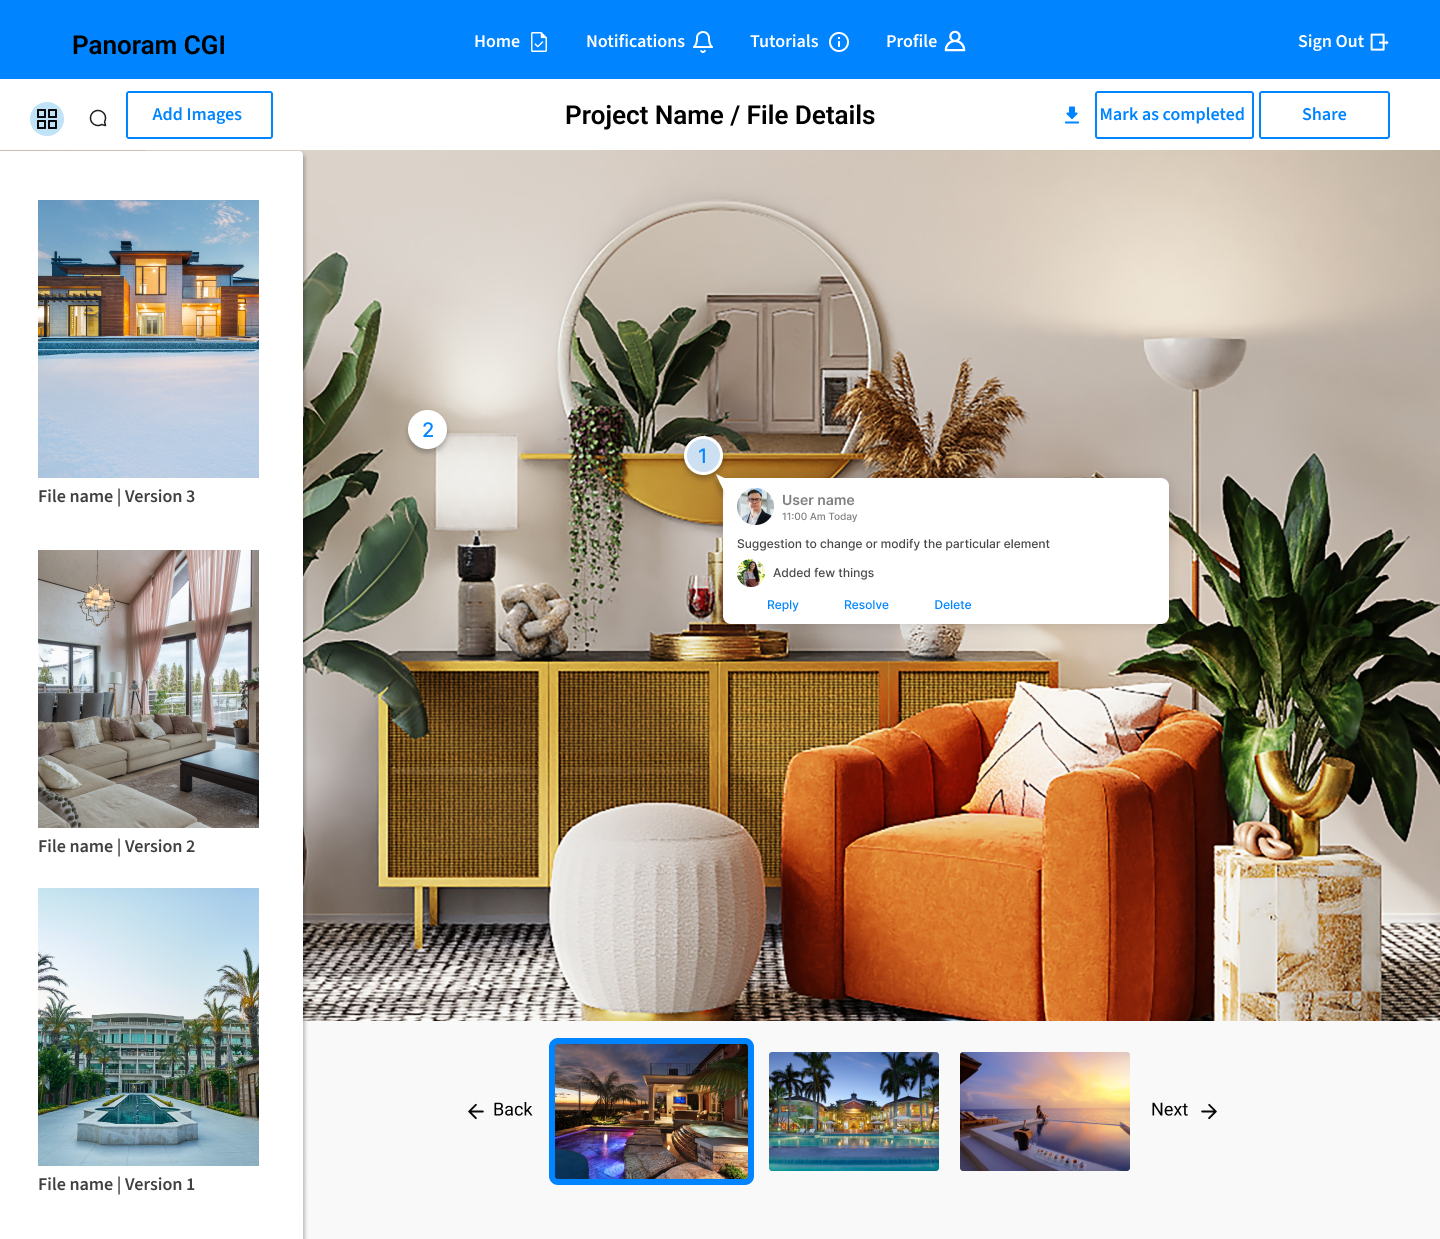 Panoram CGI
Home
Notifications
Tutorials
Profile
Sign Out
Add Images
Project Name / File Details
Mark as completed
Share
File name | Version 3
File name | Version 2
File name | Version 1
2
1
User name
11:00 Am Today
Suggestion to change or modify the particular element
Added few things
Reply Resolve Delete
Back
Next